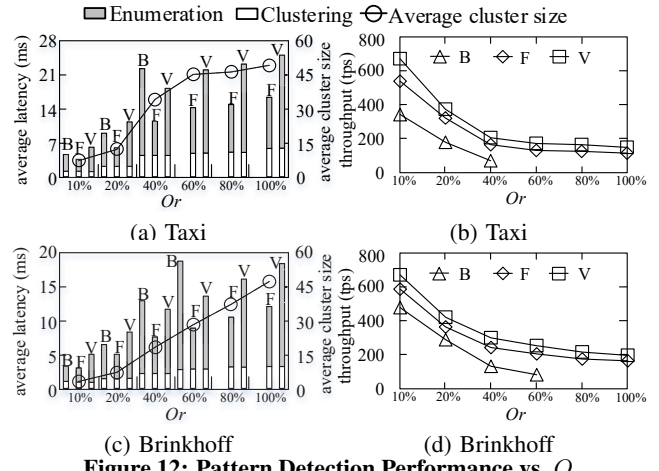 Enumeration Clustering Average cluster size
average latency (ms)
28
21
14
7
0
B F V B F V B F V F V F V F V
10% 20% 40% 60% 80% 100%
Or
60
45
30
15
0
average cluster size
(a) Taxi
throughput (tps)
800
600
400
200
0
B F V
10% 20% 40% 60% 80% 100%
Or
(b) Taxi
average latency (ms)
20
15
10
5
0
B F V B F V B F V B F V F V F V
10% 20% 40% 60% 80% 100%
Or
60
45
30
15
0
average cluster size
(c) Brinkhoff
throughput (tps)
800
600
400
200
0
B F V
10% 20% 40% 60% 80% 100%
Or
(d) Brinkhoff
Figure 12: Pattern Detection Performance vs. O